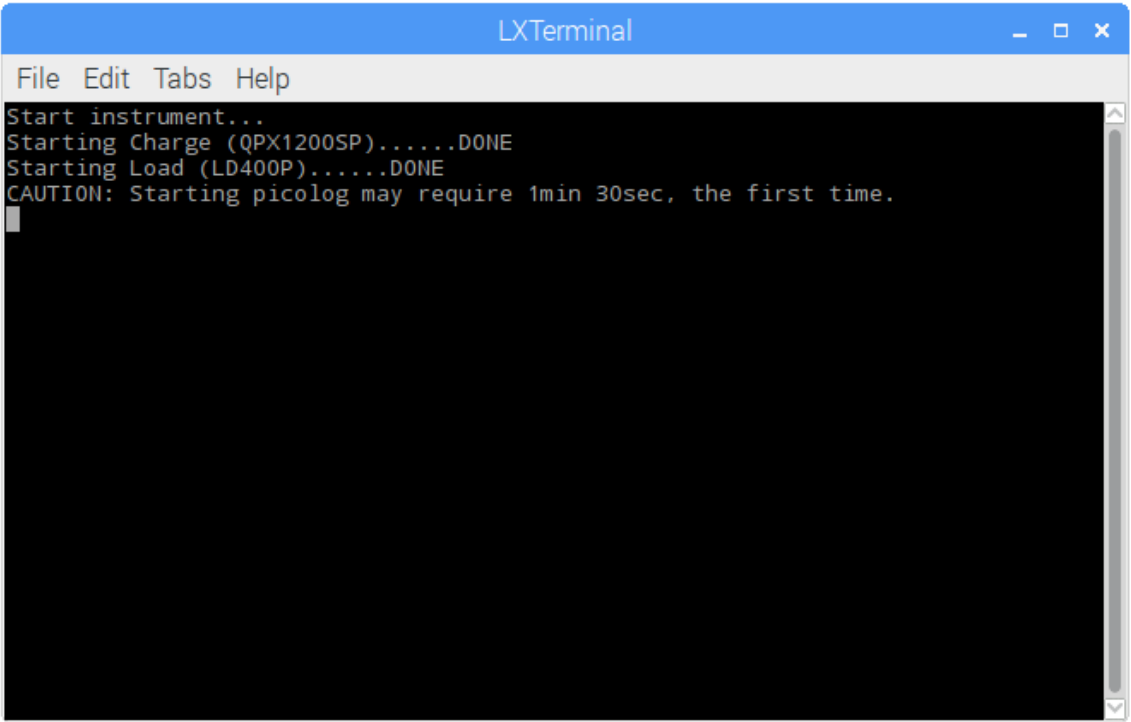 LXTerminal
File Edit Tabs Help
Start instrument...
Starting Charge (QPX1200SP)......DONE
Starting Load (LD400P)......DONE
CAUTION: Starting picolog may require 1min 30sec, the first time.